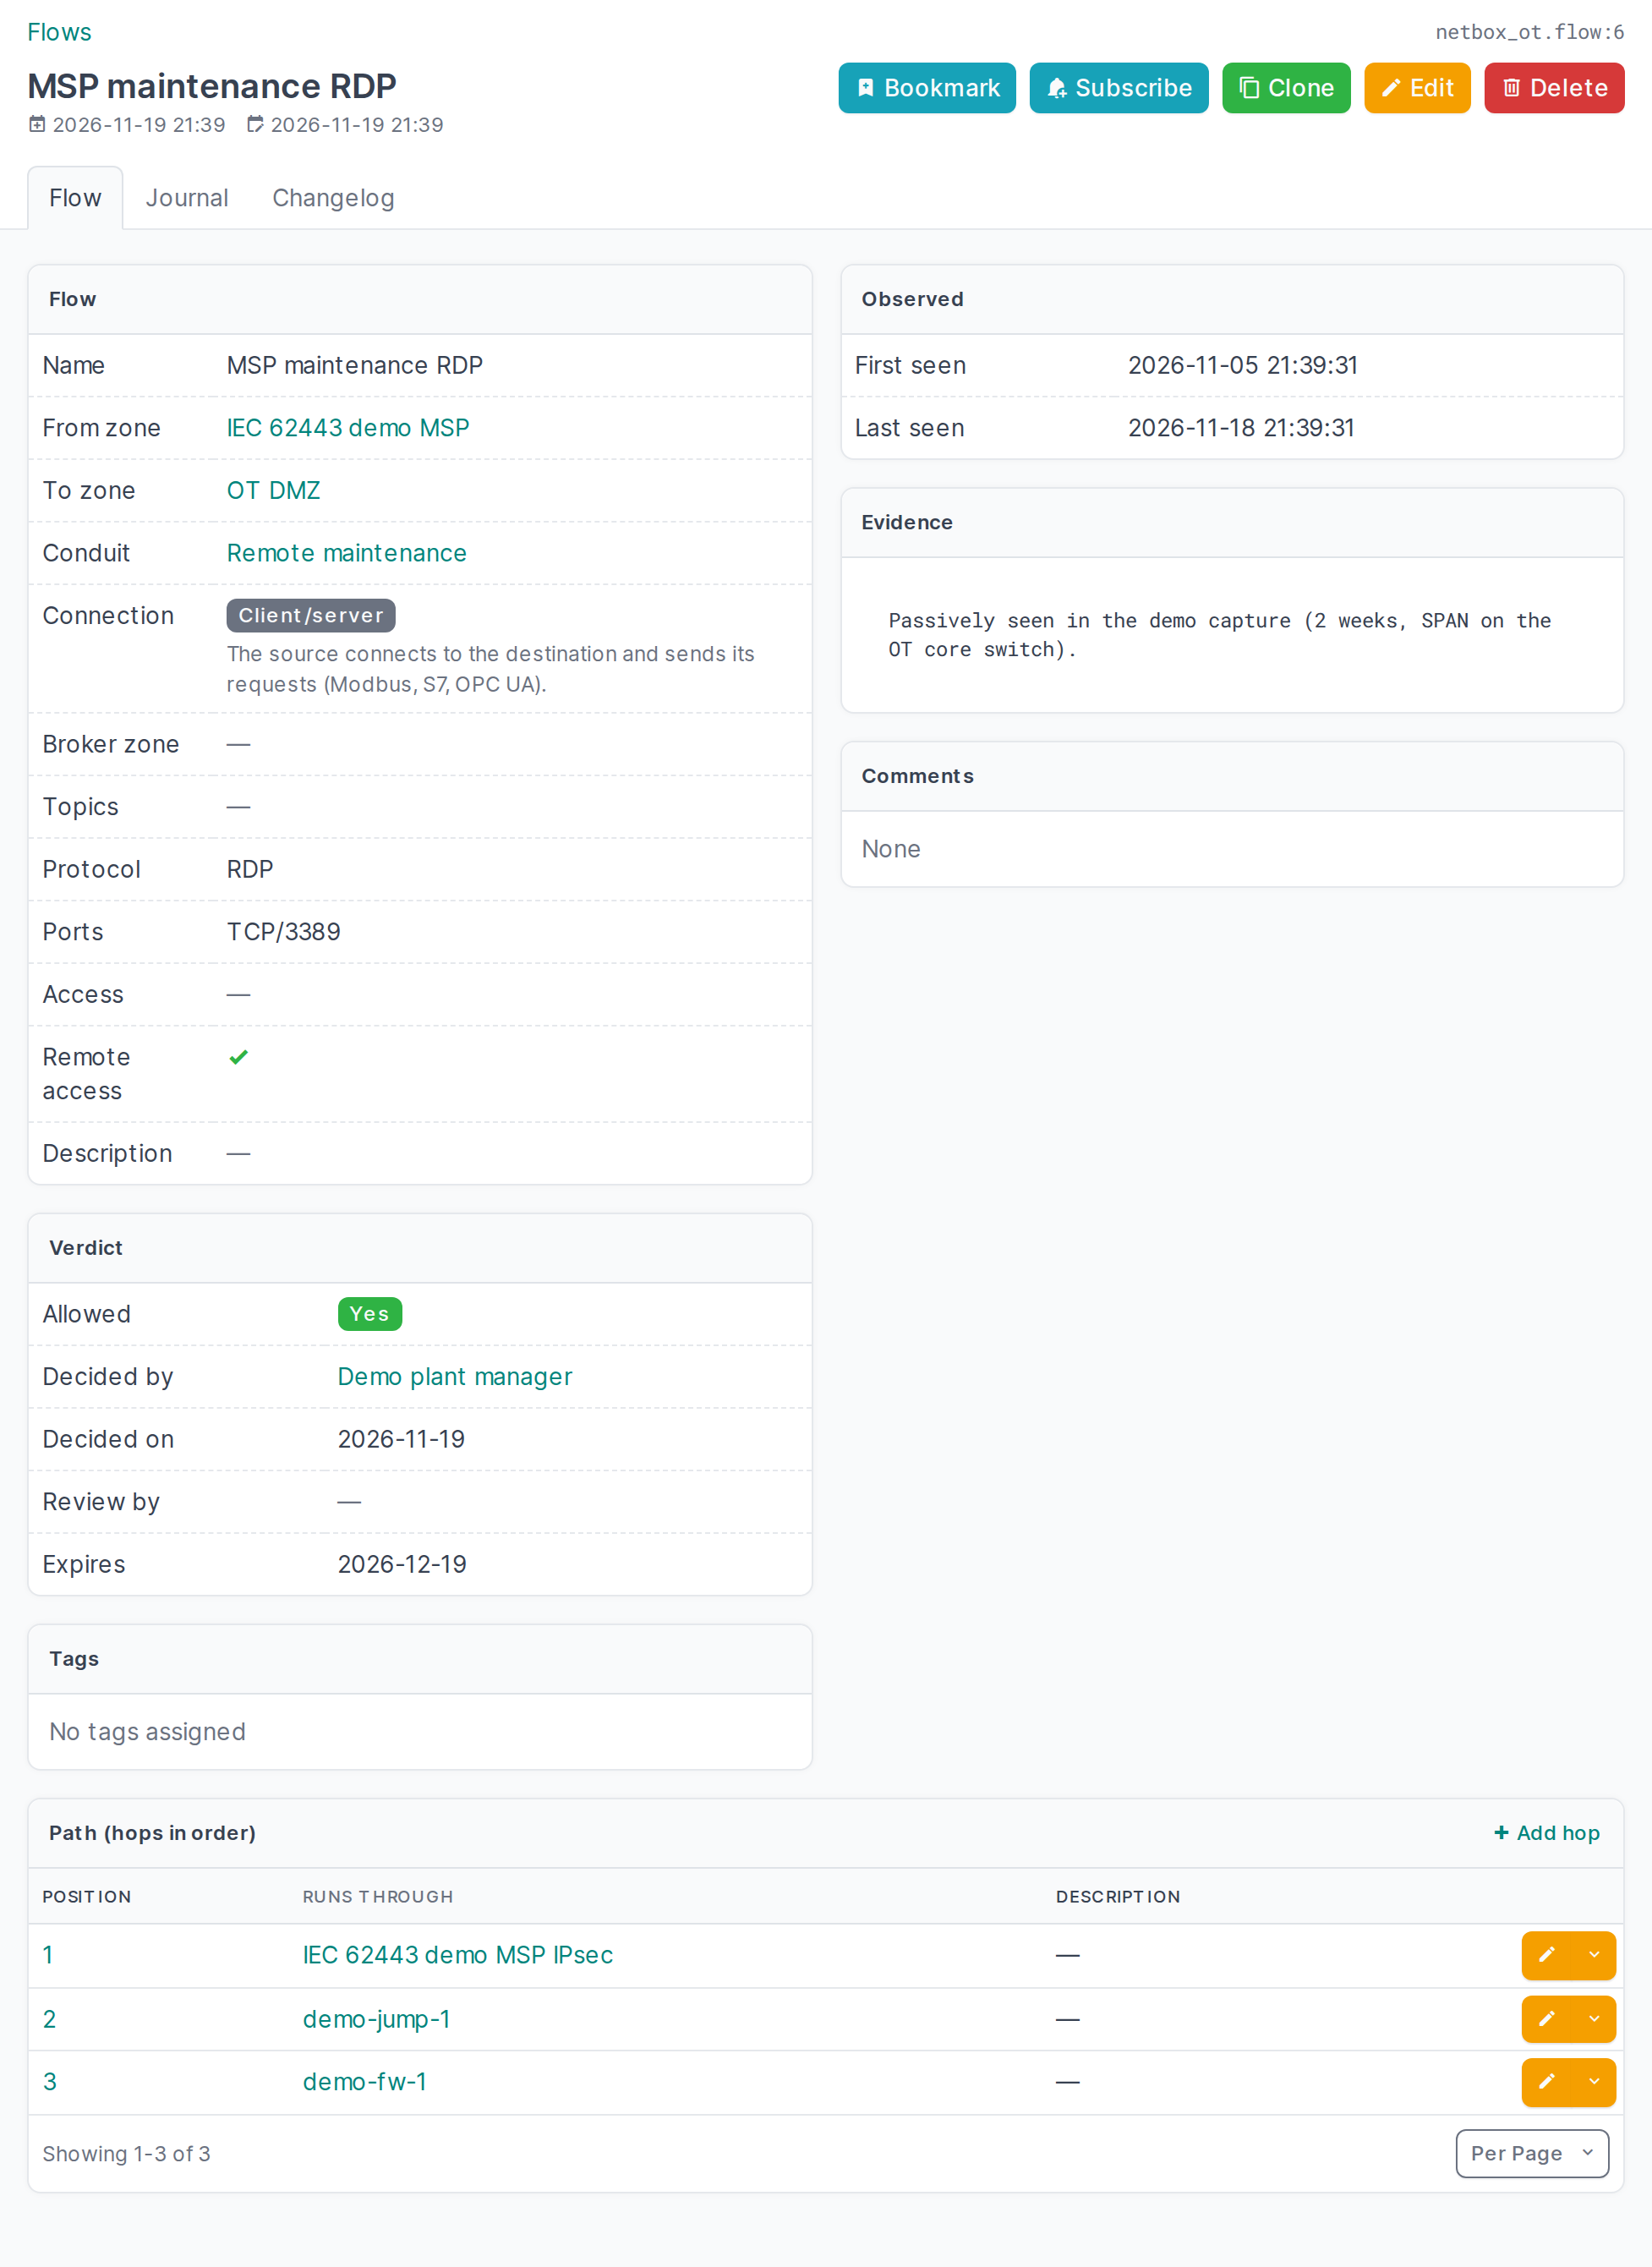 Flows
netbox_ot.flow:6
MSP maintenance RDP
Bookmark
Subscribe
Clone
Edit
Delete
2026-11-19 21:39 2026-11-19 21:39
Flow Journal Changelog
Flow
Name MSP maintenance RDP
From zone IEC 62443 demo MSP
To zone OT DMZ
Conduit Remote maintenance
Connection Client/server
The source connects to the destination and sends its
requests (Modbus, S7, OPC UA).
Broker zone —
Topics —
Protocol RDP
Ports TCP/3389
Access —
Remote
access
Description —
Verdict
Allowed Yes
Decided by Demo plant manager
Decided on 2026-11-19
Review by —
Expires 2026-12-19
Tags
No tags assigned
Observed
First seen 2026-11-05 21:39:31
Last seen 2026-11-18 21:39:31
Evidence
Passively seen in the demo capture (2 weeks, SPAN on the
OT core switch).
Comments
None
Path (hops in order)
+ Add hop
POSITION RUNS THROUGH DESCRIPTION
1 IEC 62443 demo MSP IPsec —
2 demo-jump-1 —
3 demo-fw-1 —
Showing 1-3 of 3
Per Page